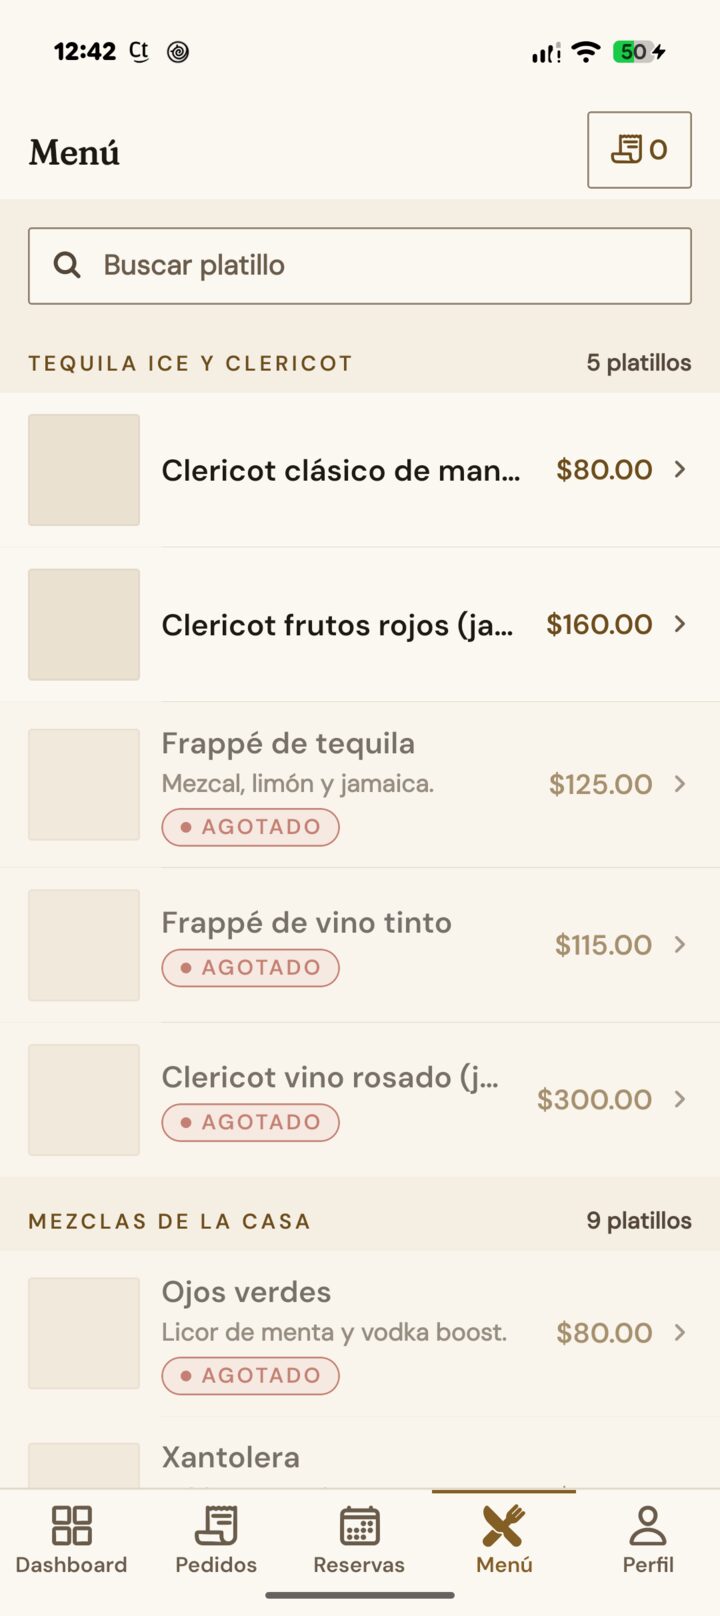 12:42 Ct
50
Menú
0
Buscar platillo
TEQUILA ICE Y CLERICOT
5 platillos
Clericot clásico de man...
$80.00
Clericot frutos rojos (ja...
$160.00
Frappé de tequila
Mezcal, limón y jamaica.
AGOTADO
$125.00
Frappé de vino tinto
AGOTADO
$115.00
Clericot vino rosado (j...
AGOTADO
$300.00
MEZCLAS DE LA CASA
9 platillos
Ojos verdes
Licor de menta y vodka boost.
AGOTADO
$80.00
Xantolera
Dashboard
Pedidos
Reservas
Menú
Perfil